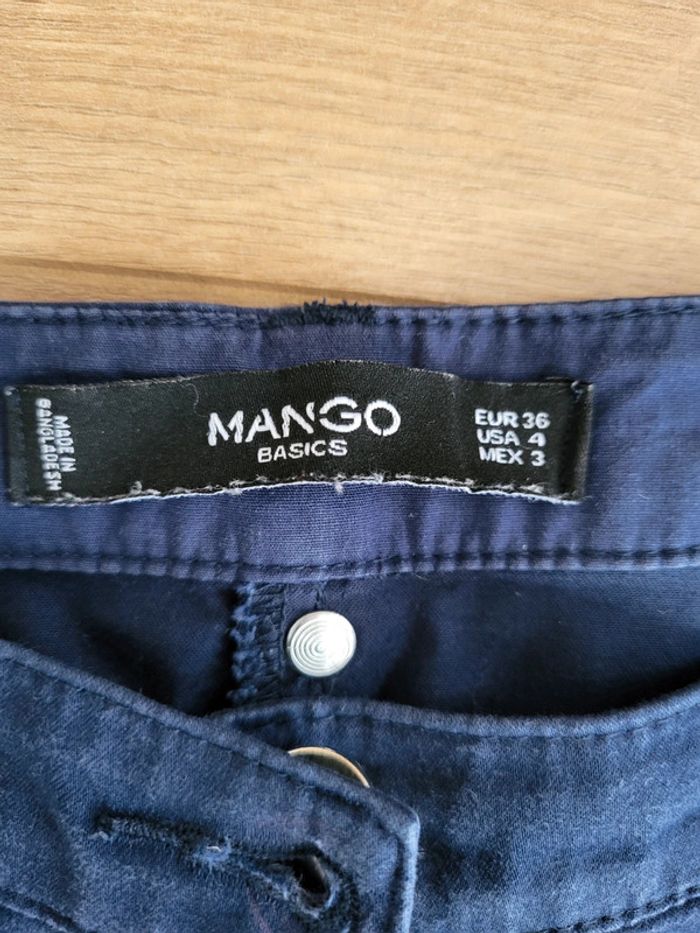 MADE IN
BANGLADESH
MANGO
BASICS
EUR 36
USA 4
MEX 3